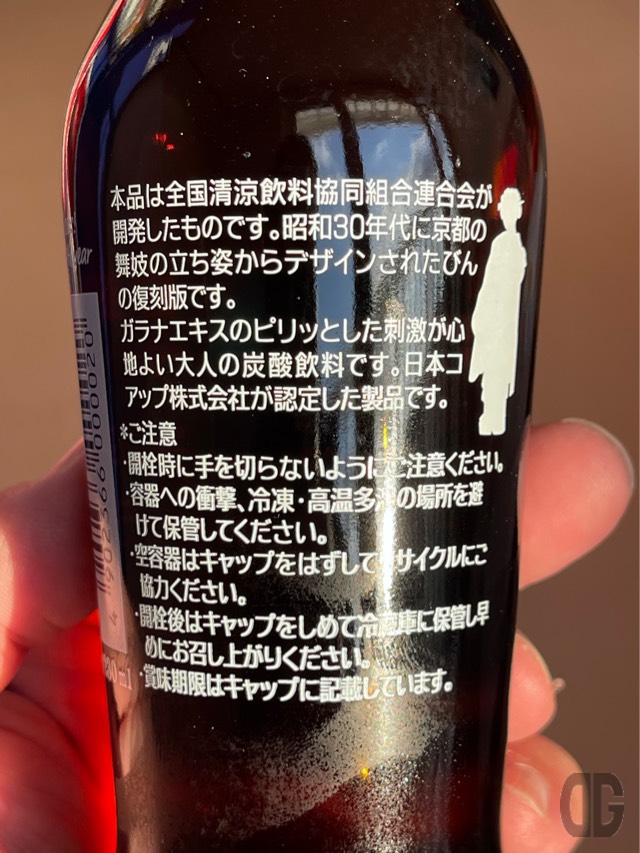 本品は全国清涼飲料協同組合連合会が
開発したものです。昭和30年代に京都の
舞妓の立ち姿からデザインされたびん
の復刻版です。
ガラナエキスのピリッとした刺激が心
地よい大人の炭酸飲料です。日本コ
アップ株式会社が認定した製品です。
*ご注意
・開栓時に手を切らないようにご注意ください。
・容器への衝撃、冷凍・高温多湿の場所を避
けて保管してください。
・空容器はキャップをはずしてリサイクルにご
協力ください。
・開栓後はキャップをしめて冷蔵庫に保管し早
めにお召し上がりください。
・賞味期限はキャップに記載しています。
4 902366 000020
DG